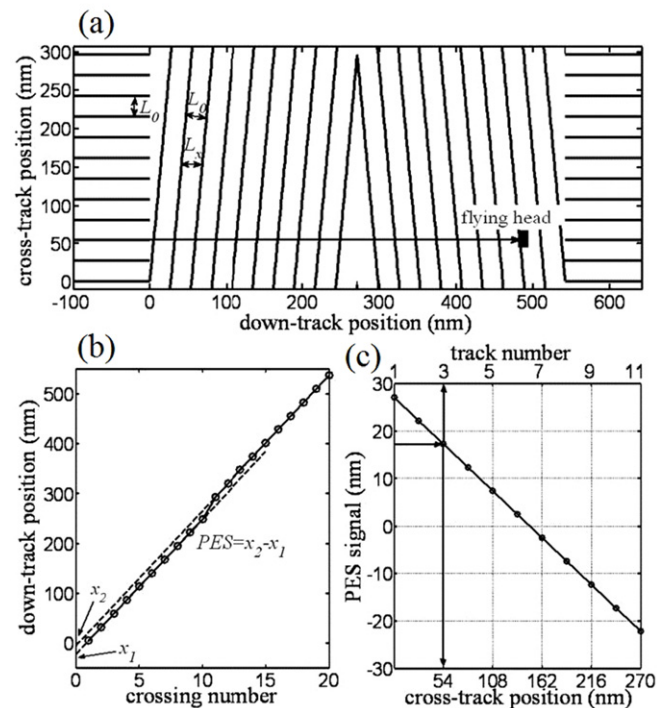 (a)
300
250
200
150
100
50
0
cross-track position (nm)
L0
L0
Lx
flying head
-100 0 100 200 300 400 500 600
down-track position (nm)
(b)
500
400
300
200
100
0
down-track position (nm)
PES=x2-x1
x2
x1
0 5 10 15 20
crossing number
(c)
track number
1 3 5 7 9 11
30
20
10
0
-10
-20
-30
PES signal (nm)
54 108 162 216 270
cross-track position (nm)